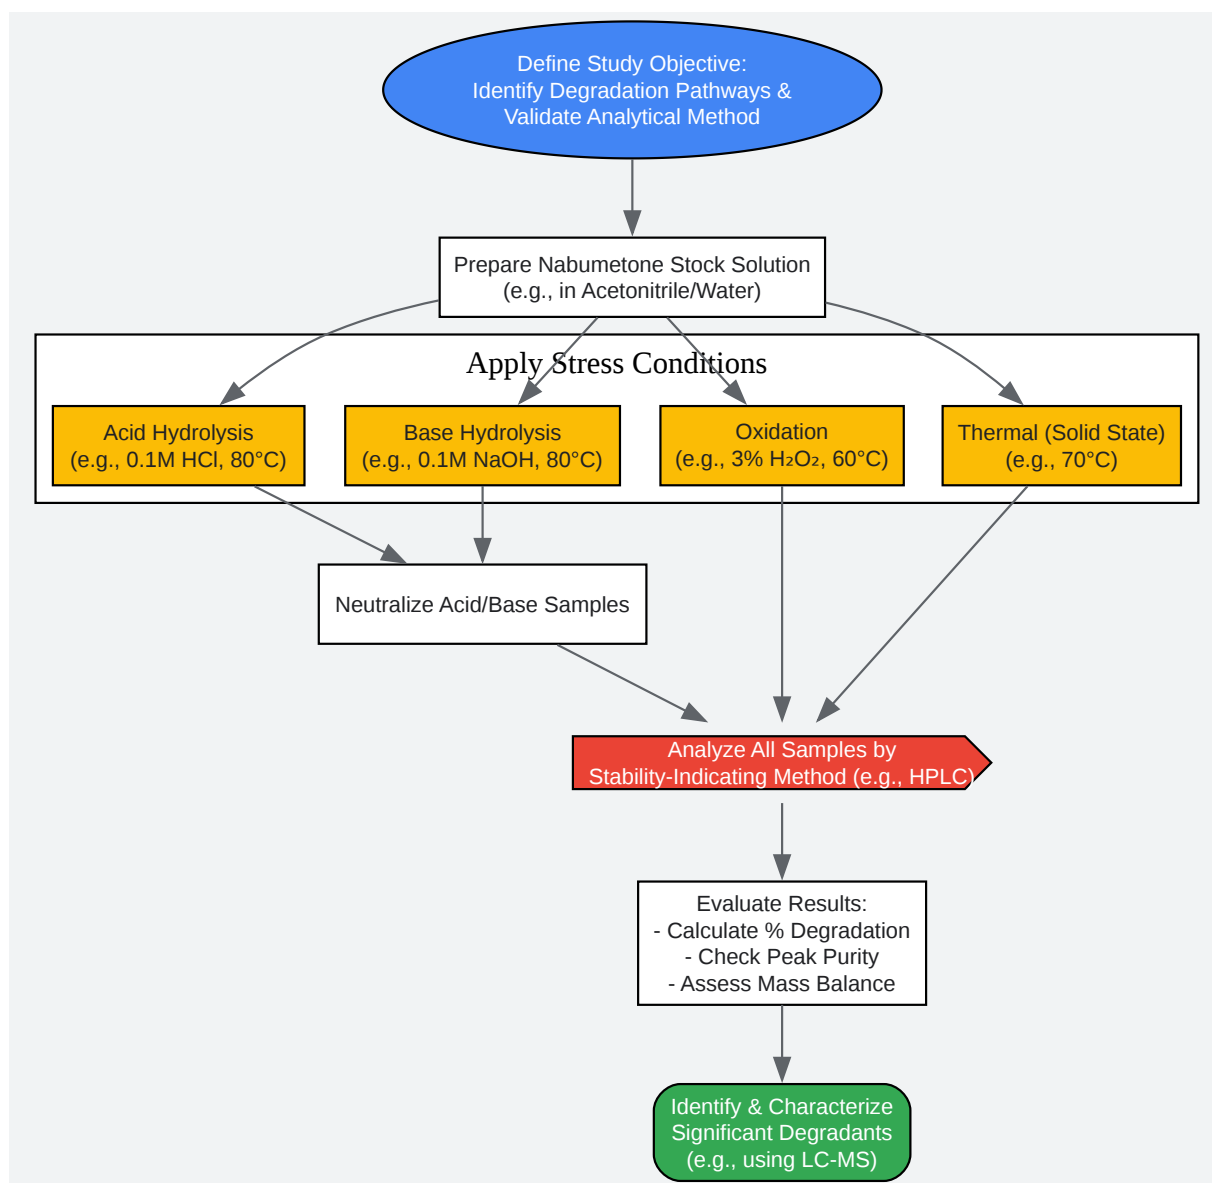 Define Study Objective:
Identify Degradation Pathways &
Validate Analytical Method
Prepare Nabumetone Stock Solution
(e.g., in Acetonitrile/Water)
Apply Stress Conditions
Acid Hydrolysis
(e.g., 0.1M HCl, 80°C)
Base Hydrolysis
(e.g., 0.1M NaOH, 80°C)
Oxidation
(e.g., 3% H₂O₂, 60°C)
Thermal (Solid State)
(e.g., 70°C)
Neutralize Acid/Base Samples
Analyze All Samples by
Stability-Indicating Method (e.g., HPLC)
Evaluate Results:
- Calculate % Degradation
- Check Peak Purity
- Assess Mass Balance
Identify & Characterize
Significant Degradants
(e.g., using LC-MS)